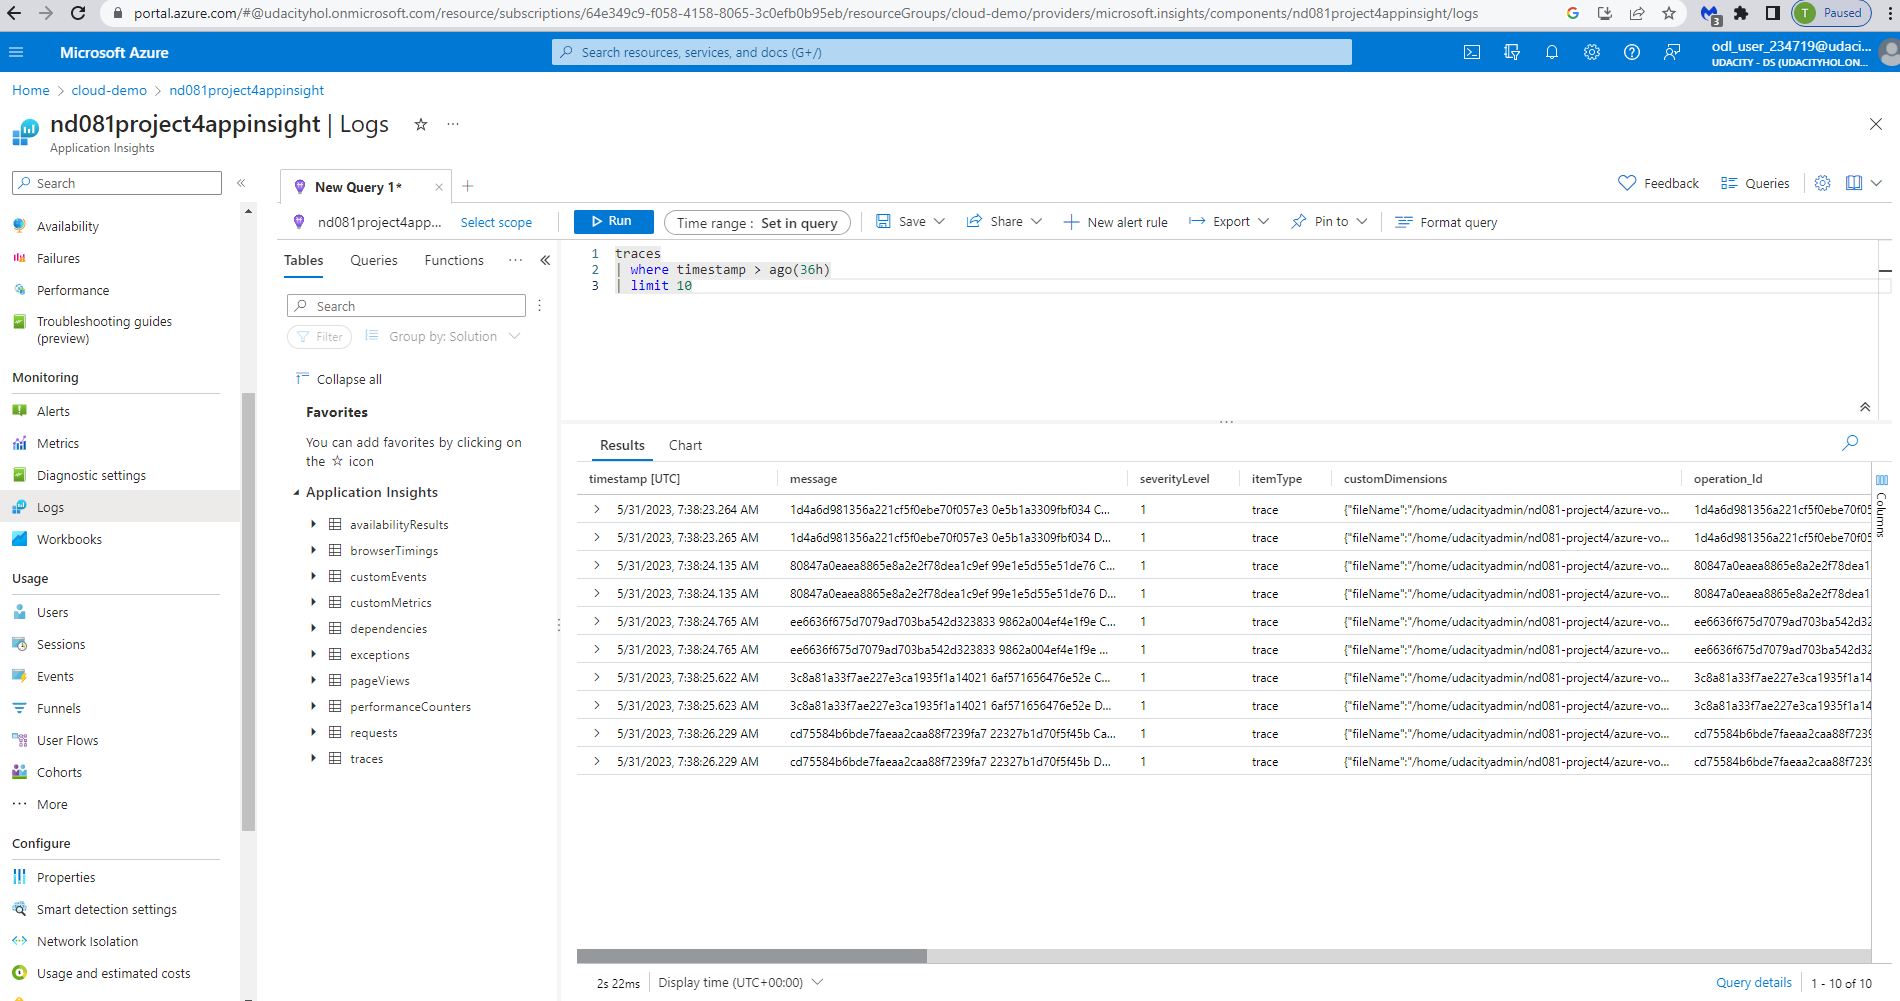 portal.azure.com/#@udacityhol.onmicrosoft.com/resource/subscriptions/64e349c9-f058-4158-8065-3c0efb0b95eb/resourceGroups/cloud-demo/providers/microsoft.insights/components/nd081project4appinsight/logs
3
T Paused
Microsoft Azure
Search resources, services, and docs (G+/)
odl_user_234719@udaci...
UDACITY - DS (UDACITYHOL.ON...
Home > cloud-demo > nd081project4appinsight
nd081project4appinsight | Logs
Application Insights
Search
Availability
Failures
Performance
Troubleshooting guides
(preview)
Monitoring
Alerts
Metrics
Diagnostic settings
Logs
Workbooks
Usage
Users
Sessions
Events
Funnels
User Flows
Cohorts
More
Configure
Properties
Smart detection settings
Network Isolation
Usage and estimated costs
New Query 1*
Feedback
Queries
nd081project4app...
Select scope
Run
Time range : Set in query
Save
Share
New alert rule
Export
Pin to
Format query
Tables
Queries
Functions
Search
Filter
Group by: Solution
Collapse all
Favorites
You can add favorites by clicking on
the ☆ icon
Application Insights
availabilityResults
browserTimings
customEvents
customMetrics
dependencies
exceptions
pageViews
performanceCounters
requests
traces
1 traces
2 | where timestamp > ago(36h)
3 | limit 10
Results
Chart
timestamp [UTC] message severityLevel itemType customDimensions operation_Id
5/31/2023, 7:38:23.264 AM 1d4a6d981356a221cf5f0ebe70f057e3 0e5b1a3309fbf034 C... 1 trace {"fileName":"/home/udacityadmin/nd081-project4/azure-vo... 1d4a6d981356a221cf5f0ebe70f05
5/31/2023, 7:38:23.265 AM 1d4a6d981356a221cf5f0ebe70f057e3 0e5b1a3309fbf034 D... 1 trace {"fileName":"/home/udacityadmin/nd081-project4/azure-vo... 1d4a6d981356a221cf5f0ebe70f05
5/31/2023, 7:38:24.135 AM 80847a0eaea8865e8a2e2f78dea1c9ef 99e1e5d55e51de76 C... 1 trace {"fileName":"/home/udacityadmin/nd081-project4/azure-vo... 80847a0eaea8865e8a2e2f78dea1
5/31/2023, 7:38:24.135 AM 80847a0eaea8865e8a2e2f78dea1c9ef 99e1e5d55e51de76 D... 1 trace {"fileName":"/home/udacityadmin/nd081-project4/azure-vo... 80847a0eaea8865e8a2e2f78dea1
5/31/2023, 7:38:24.765 AM ee6636f675d7079ad703ba542d323833 9862a004ef4e1f9e C... 1 trace {"fileName":"/home/udacityadmin/nd081-project4/azure-vo... ee6636f675d7079ad703ba542d32
5/31/2023, 7:38:24.765 AM ee6636f675d7079ad703ba542d323833 9862a004ef4e1f9e ... 1 trace {"fileName":"/home/udacityadmin/nd081-project4/azure-vo... ee6636f675d7079ad703ba542d32
5/31/2023, 7:38:25.622 AM 3c8a81a33f7ae227e3ca1935f1a14021 6af571656476e52e C... 1 trace {"fileName":"/home/udacityadmin/nd081-project4/azure-vo... 3c8a81a33f7ae227e3ca1935f1a14
5/31/2023, 7:38:25.623 AM 3c8a81a33f7ae227e3ca1935f1a14021 6af571656476e52e D... 1 trace {"fileName":"/home/udacityadmin/nd081-project4/azure-vo... 3c8a81a33f7ae227e3ca1935f1a14
5/31/2023, 7:38:26.229 AM cd75584b6bde7faeaa2caa88f7239fa7 22327b1d70f5f45b Ca... 1 trace {"fileName":"/home/udacityadmin/nd081-project4/azure-vo... cd75584b6bde7faeaa2caa88f7239
5/31/2023, 7:38:26.229 AM cd75584b6bde7faeaa2caa88f7239fa7 22327b1d70f5f45b D... 1 trace {"fileName":"/home/udacityadmin/nd081-project4/azure-vo... cd75584b6bde7faeaa2caa88f7239
Columns
2s 22ms
Display time (UTC+00:00)
Query details
1 - 10 of 10